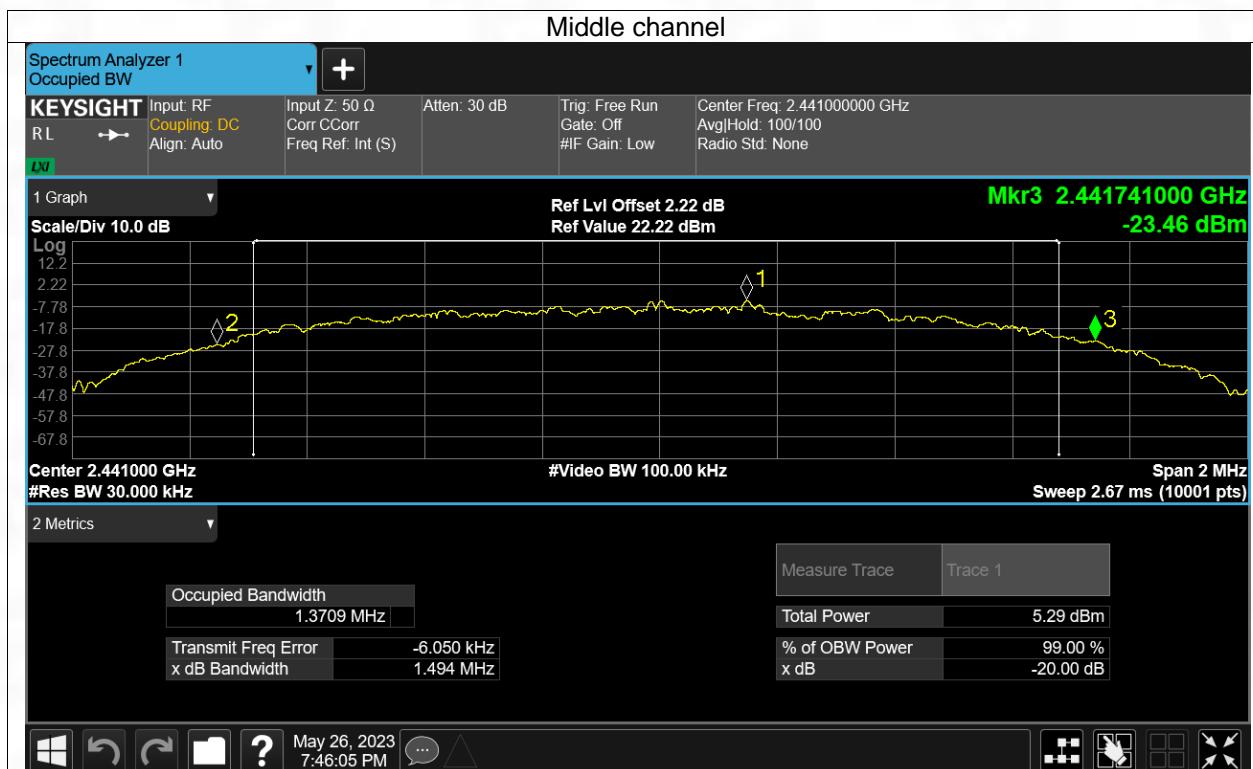 Middle channel
Spectrum Analyzer 1
Occupied BW
KEYSIGHT
R L
LXI
Input: RF
Coupling: DC
Align: Auto
Input Z: 50 Ω
Corr CCorr
Freq Ref: Int (S)
Atten: 30 dB
Trig: Free Run
Gate: Off
#IF Gain: Low
Center Freq: 2.441000000 GHz
Avg|Hold: 100/100
Radio Std: None
1 Graph
Scale/Div 10.0 dB
Ref Lvl Offset 2.22 dB
Ref Value 22.22 dBm
Mkr3 2.441741000 GHz
-23.46 dBm
Log
12.2
2.22
-7.78
-17.8
-27.8
-37.8
-47.8
-57.8
-67.8
1
2
3
Center 2.441000 GHz
#Res BW 30.000 kHz
#Video BW 100.00 kHz
Span 2 MHz
Sweep 2.67 ms (10001 pts)
2 Metrics
Measure Trace Trace 1
Occupied Bandwidth
1.3709 MHz
Total Power 5.29 dBm
Transmit Freq Error -6.050 kHz
% of OBW Power 99.00 %
x dB Bandwidth 1.494 MHz
x dB -20.00 dB
?
May 26, 2023
7:46:05 PM